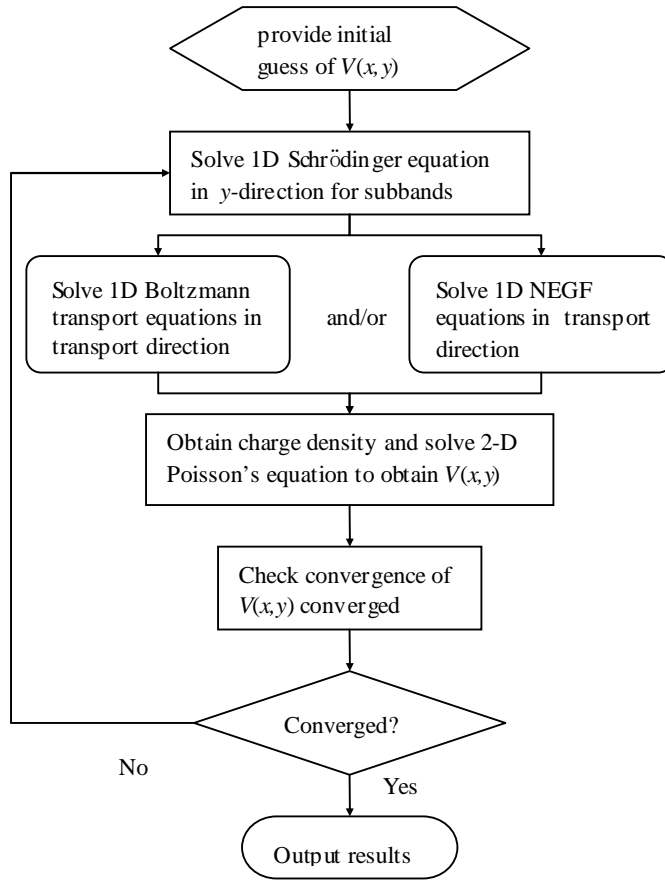 provide initial
guess of V(x,y)
Solve 1D Schrödinger equation
in y-direction for subbands
Solve 1D Boltzmann
transport equations in
transport direction
and/or
Solve 1D NEGF
equations in transport
direction
Obtain charge density and solve 2-D
Poisson's equation to obtain V(x,y)
Check convergence of
V(x,y) converged
Converged?
No
Yes
Output results